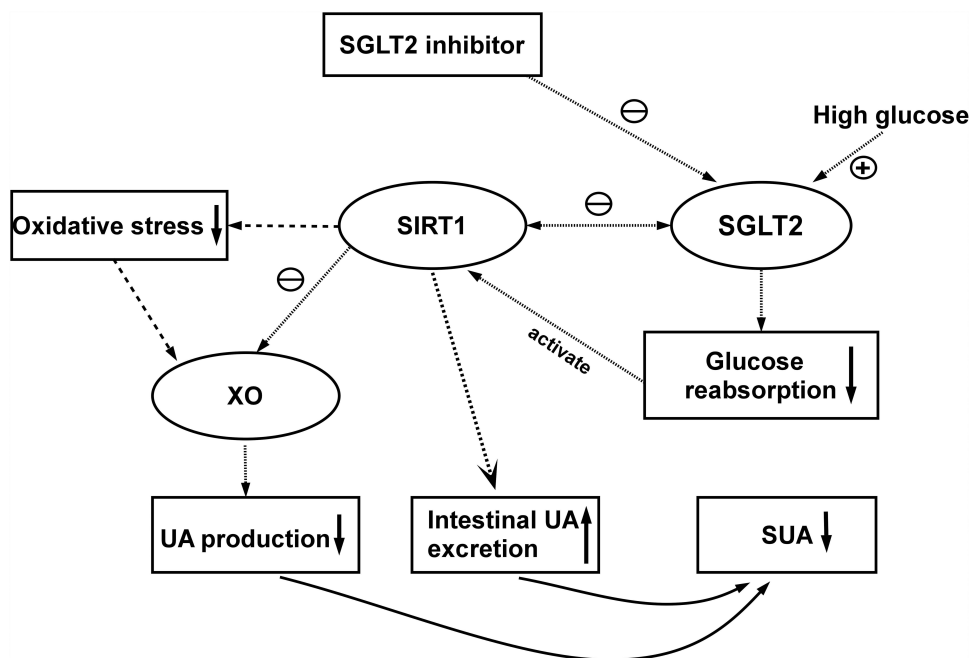 SGLT2 inhibitor
High glucose
Oxidative stress
SIRT1
SGLT2
activate
Glucose
reabsorption
XO
UA production
Intestinal UA
excretion
SUA